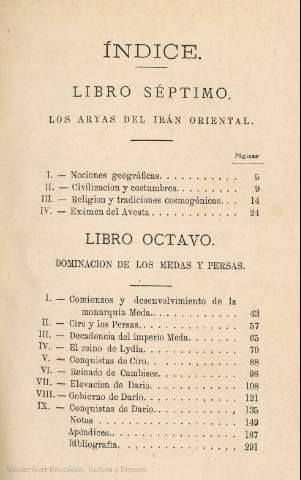 ÍNDICE.
LIBRO SÉPTIMO.
LOS ARYAS DEL IRÁN ORIENTAL.
Páginas
I. — Nociones geográficas. . . . . . . . . . 5
II. — Civilizacion y costumbres. . . . . . . . 9
III. — Religion y tradiciones cosmogónicas. . . . 14
IV. — Exámen del Avesta . . . . . . . . . . . 24
LIBRO OCTAVO.
DOMINACION DE LOS MEDAS Y PERSAS.
I. — Comienzos y desenvolvimiento de la
monarquía Meda. . . . . . . . . . . 43
II. — Ciro y los Persas. . . . . . . . . . . . 57
III. — Decadencia del imperio Meda. . . . . . . 65
IV. — El reino de Lydia. . . . . . . . . . . . 70
V. — Conquistas de Ciro. . . . . . . . . . . 88
VI. — Reinado de Cambises. . . . . . . . . . 98
VII. — Elevacion de Dario. . . . . . . . . . . 108
VIII. — Gobierno de Dario. . . . . . . . . . . 121
IX. — Conquistas de Dario. . . . . . . . . . . 135
Notas . . . . . . . . . . . . . . . 149
Apéndices. . . . . . . . . . . . . . 187
Bibliografía. . . . . . . . . . . . . 291
Ministerio de Educación, Cultura y Deporte